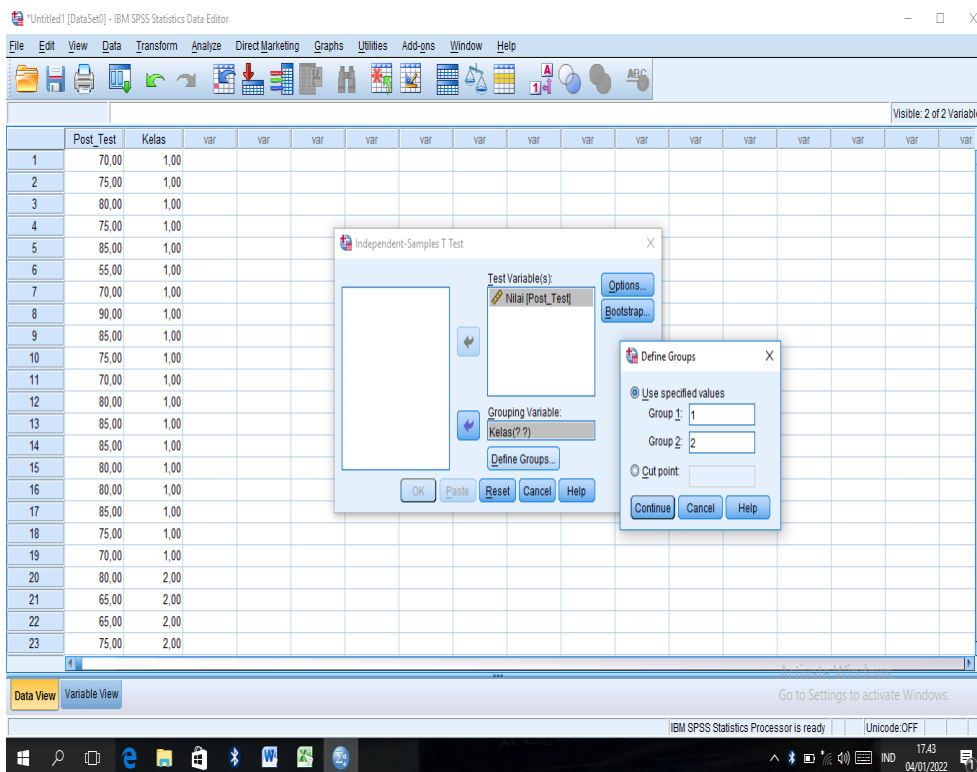 *Untitled1 [DataSet0] - IBM SPSS Statistics Data Editor
File Edit View Data Transform Analyze Direct Marketing Graphs Utilities Add-ons Window Help
Visible: 2 of 2 Variable
Post_Test Kelas var var var var var var var var var var var var var var var
1 70,00 1,00
2 75,00 1,00
3 80,00 1,00
4 75,00 1,00
5 85,00 1,00
6 55,00 1,00
7 70,00 1,00
8 90,00 1,00
9 85,00 1,00
10 75,00 1,00
11 70,00 1,00
12 80,00 1,00
13 85,00 1,00
14 85,00 1,00
15 80,00 1,00
16 80,00 1,00
17 85,00 1,00
18 75,00 1,00
19 70,00 1,00
20 80,00 2,00
21 65,00 2,00
22 65,00 2,00
23 75,00 2,00
Independent-Samples T Test
Test Variable(s):
Nilai [Post_Test]
Options...
Bootstrap...
Grouping Variable:
Kelas(? ?)
Define Groups...
OK Paste Reset Cancel Help
Define Groups
Use specified values
Group 1: 1
Group 2: 2
Cut point:
Continue Cancel Help
Activate Windows
Go to Settings to activate Windows.
Data View Variable View
IBM SPSS Statistics Processor is ready Unicode:OFF
IND
17.43
04/01/2022